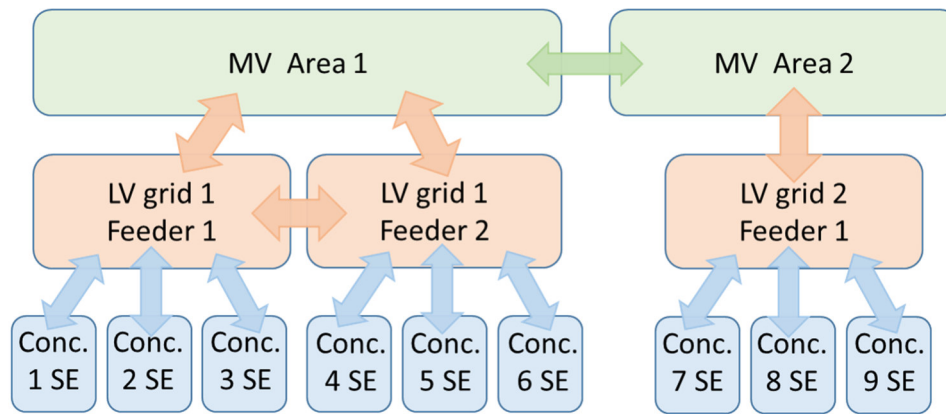 MV Area 1
MV Area 2
LV grid 1
Feeder 1
LV grid 1
Feeder 2
LV grid 2
Feeder 1
Conc.
1 SE
Conc.
2 SE
Conc.
3 SE
Conc.
4 SE
Conc.
5 SE
Conc.
6 SE
Conc.
7 SE
Conc.
8 SE
Conc.
9 SE